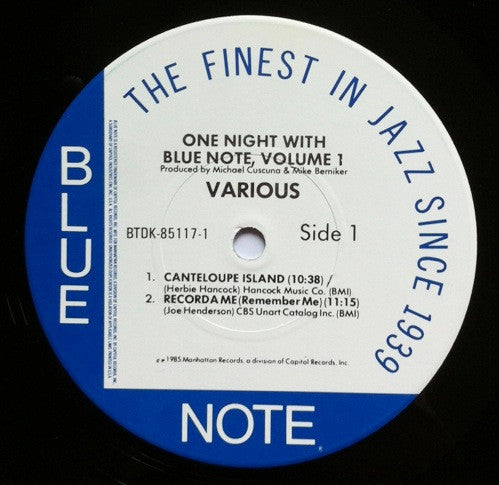 THE FINEST IN JAZZ SINCE 1939
BLUE
NOTE
ONE NIGHT WITH
BLUE NOTE, VOLUME 1
Produced by Michael Cuscuna & Mike Berniker
VARIOUS
BTDK-85117-1
Side 1
1. CANTELOUPE ISLAND (10:38) /
(Herbie Hancock) Hancock Music Co. (BMI)
2. RECORDA ME (Remember Me) (11:15)
(Joe Henderson) CBS Unart Catalog Inc. (BMI)
1985 Manhattan Records, a division of Capitol Records, Inc.